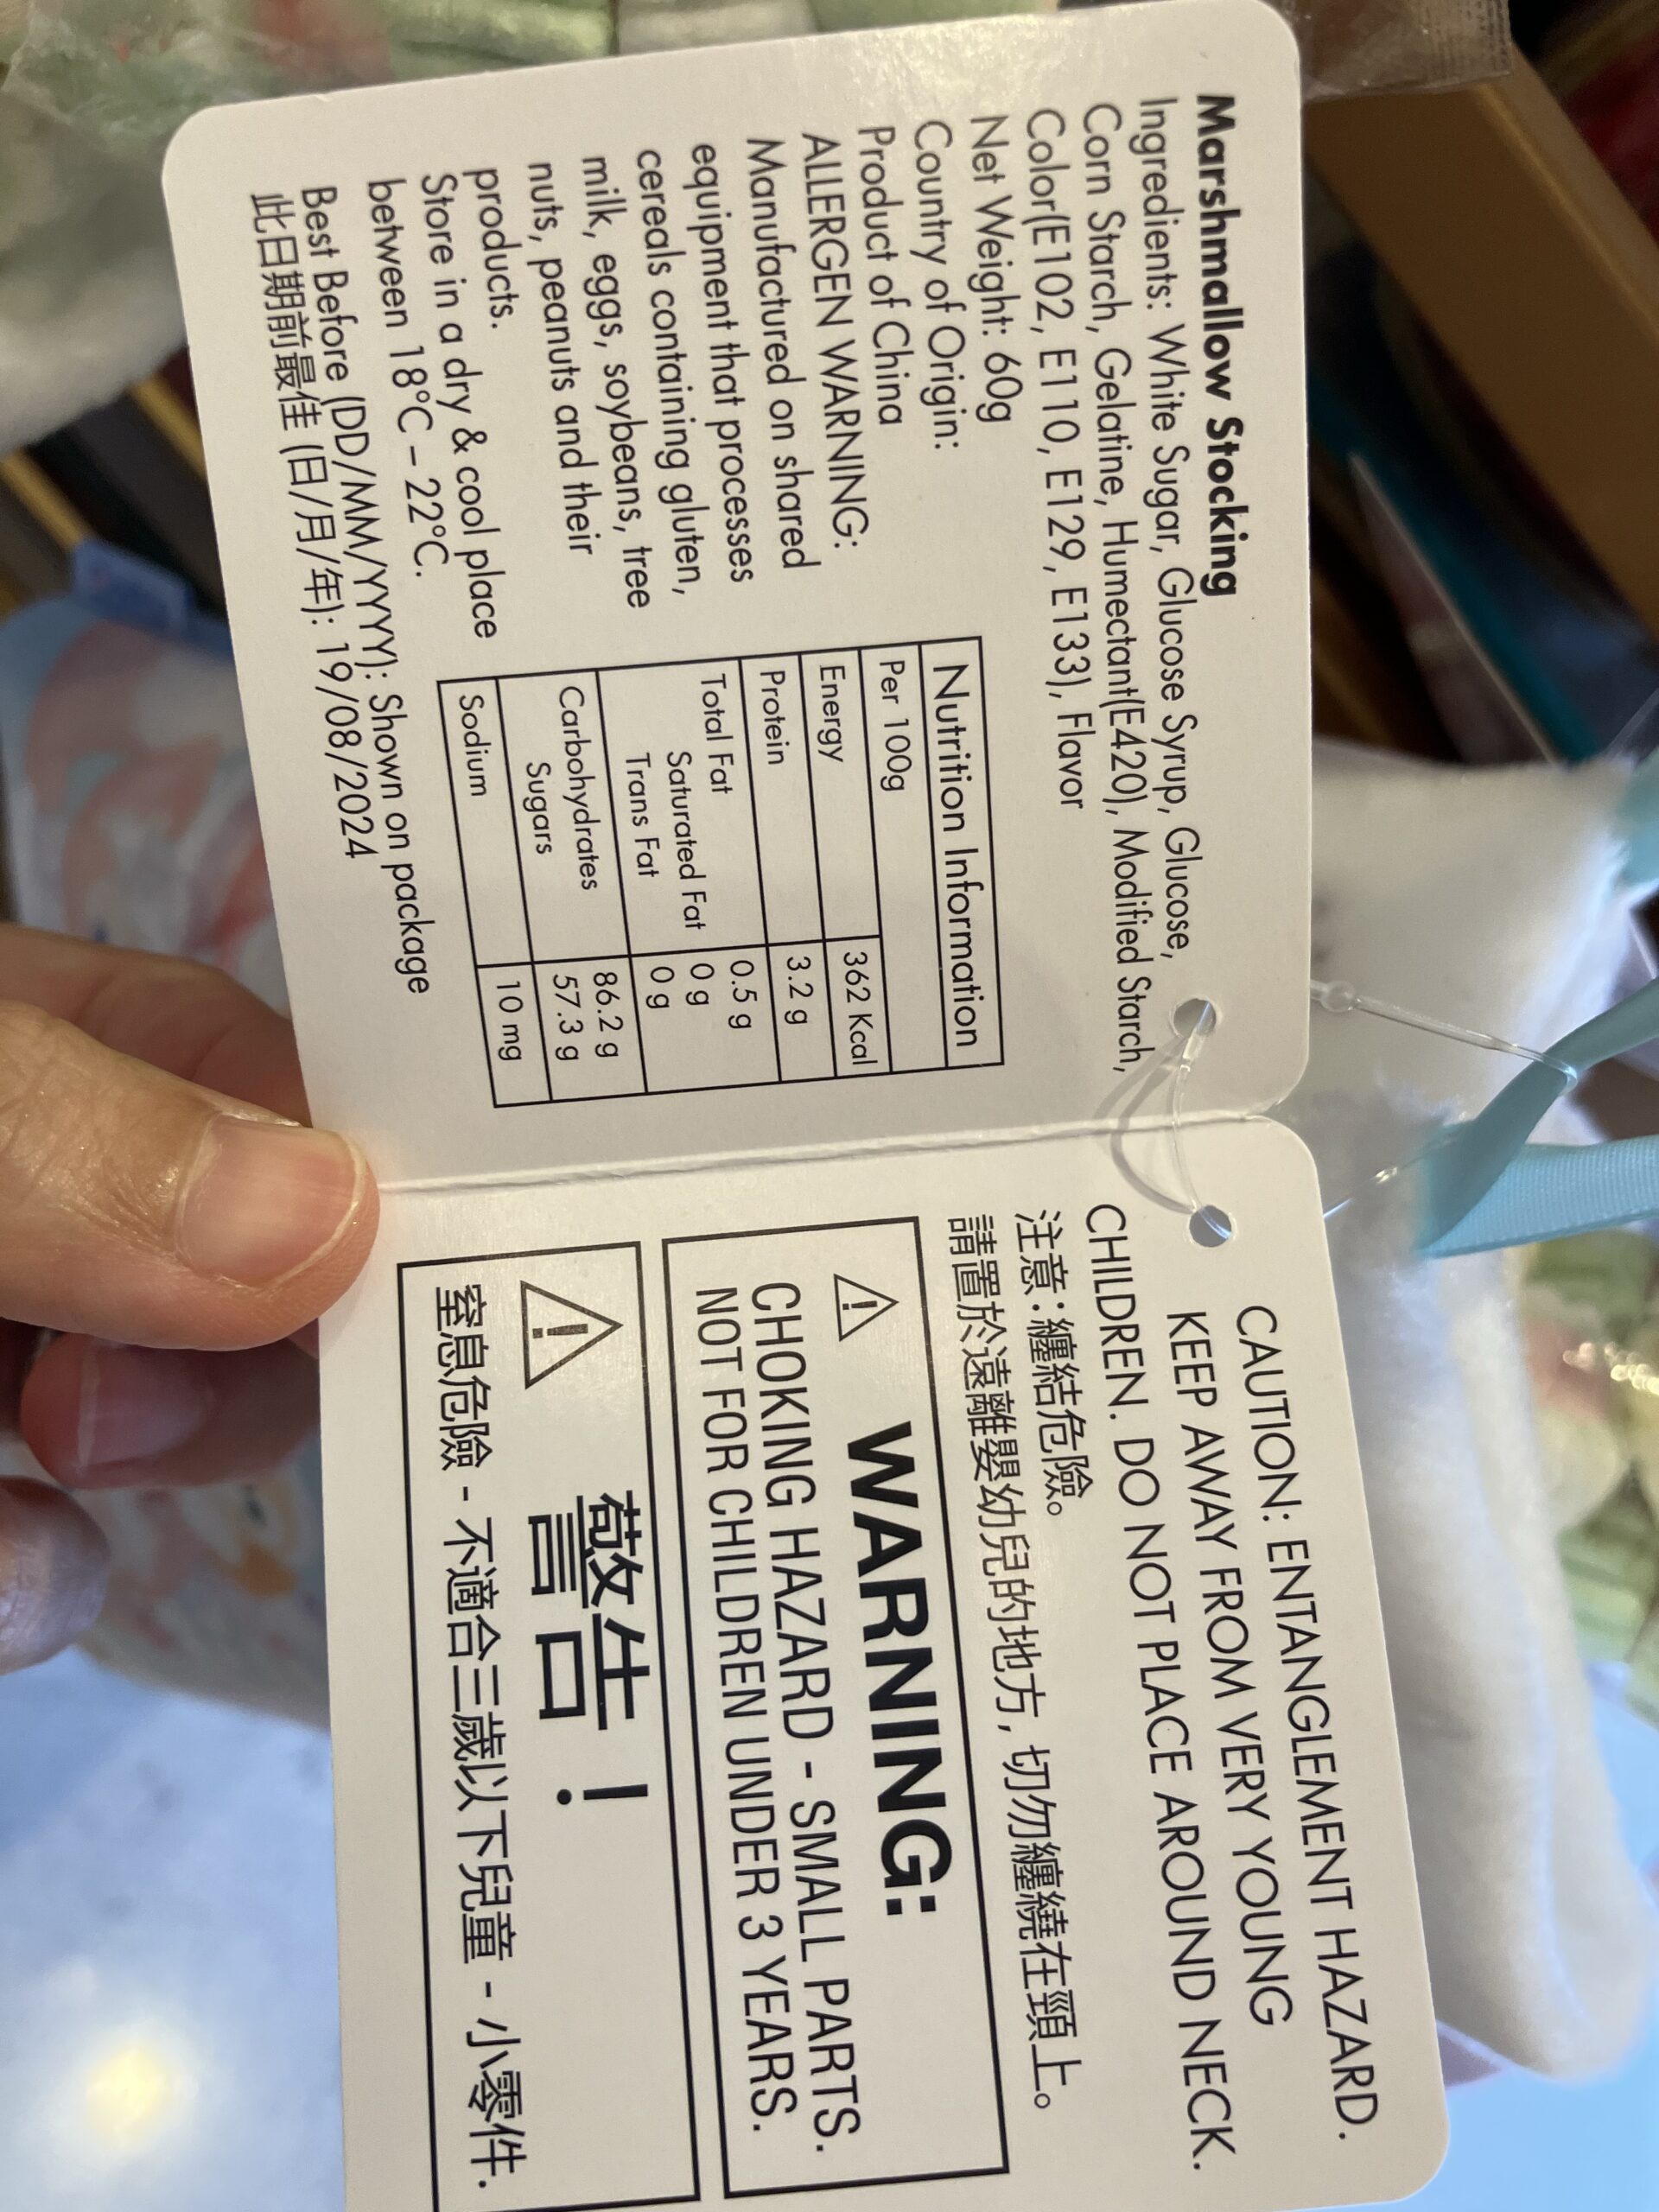 Marshmallow Stocking
Ingredients: White Sugar, Glucose Syrup, Glucose,
Corn Starch, Gelatine, Humectant(E420), Modified Starch,
Color(E102, E110, E129, E133), Flavor
Net Weight: 60g
Country of Origin:
Product of China
ALLERGEN WARNING:
Manufactured on shared
equipment that processes
cereals containing gluten,
milk, eggs, soybeans, tree
nuts, peanuts and their
products.
Store in a dry & cool place
between 18°C – 22°C.
Best Before (DD/MM/YYYY): Shown on package
此日期前最佳 (日/月/年): 19/08/2024
Nutrition Information
Per 100g
Energy 362 Kcal
Protein 3.2 g
Total Fat 0.5 g
Saturated Fat 0 g
Trans Fat 0 g
Carbohydrates 86.2 g
Sugars 57.3 g
Sodium 10 mg
CAUTION: ENTANGLEMENT HAZARD.
KEEP AWAY FROM VERY YOUNG
CHILDREN. DO NOT PLACE AROUND NECK.
注意：纏結危險。
請置於遠離嬰幼兒的地方，切勿纏繞在頸上。
WARNING:
CHOKING HAZARD - SMALL PARTS.
NOT FOR CHILDREN UNDER 3 YEARS.
警告！
窒息危險 - 不適合三歲以下兒童 - 小零件.